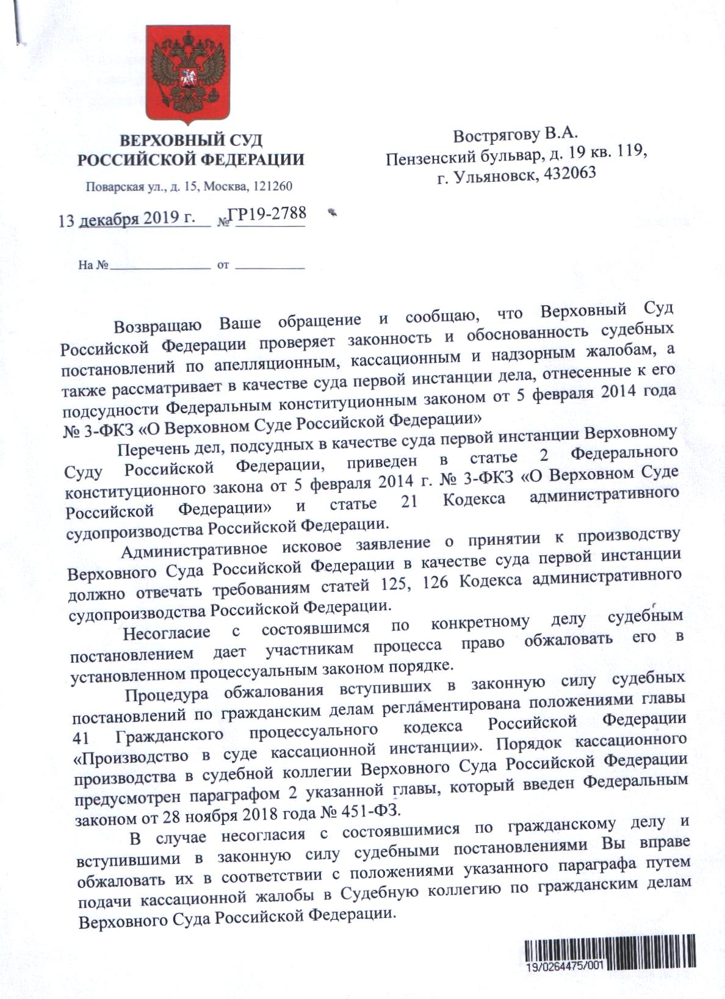 ВЕРХОВНЫЙ СУД
РОССИЙСКОЙ ФЕДЕРАЦИИ
Поварская ул., д. 15, Москва, 121260
13 декабря 2019 г. № ГР19-2788
На № от
Вострягову В.А.
Пензенский бульвар, д. 19 кв. 119,
г. Ульяновск, 432063
Возвращаю Ваше обращение и сообщаю, что Верховный Суд
Российской Федерации проверяет законность и обоснованность судебных
постановлений по апелляционным, кассационным и надзорным жалобам, а
также рассматривает в качестве суда первой инстанции дела, отнесенные к его
подсудности Федеральным конституционным законом от 5 февраля 2014 года
№ 3-ФКЗ «О Верховном Суде Российской Федерации»
Перечень дел, подсудных в качестве суда первой инстанции Верховному
Суду Российской Федерации, приведен в статье 2 Федерального
конституционного закона от 5 февраля 2014 г. № 3-ФКЗ «О Верховном Суде
Российской Федерации» и статье 21 Кодекса административного
судопроизводства Российской Федерации.
Административное исковое заявление о принятии к производству
Верховного Суда Российской Федерации в качестве суда первой инстанции
должно отвечать требованиям статей 125, 126 Кодекса административного
судопроизводства Российской Федерации.
Несогласие с состоявшимся по конкретному делу судебным
постановлением дает участникам процесса право обжаловать его в
установленном процессуальным законом порядке.
Процедура обжалования вступивших в законную силу судебных
постановлений по гражданским делам регламентирована положениями главы
41 Гражданского процессуального кодекса Российской Федерации
«Производство в суде кассационной инстанции». Порядок кассационного
производства в судебной коллегии Верховного Суда Российской Федерации
предусмотрен параграфом 2 указанной главы, который введен Федеральным
законом от 28 ноября 2018 года № 451-ФЗ.
В случае несогласия с состоявшимися по гражданскому делу и
вступившими в законную силу судебными постановлениями Вы вправе
обжаловать их в соответствии с положениями указанного параграфа путем
подачи кассационной жалобы в Судебную коллегию по гражданским делам
Верховного Суда Российской Федерации.
19/0264475/001